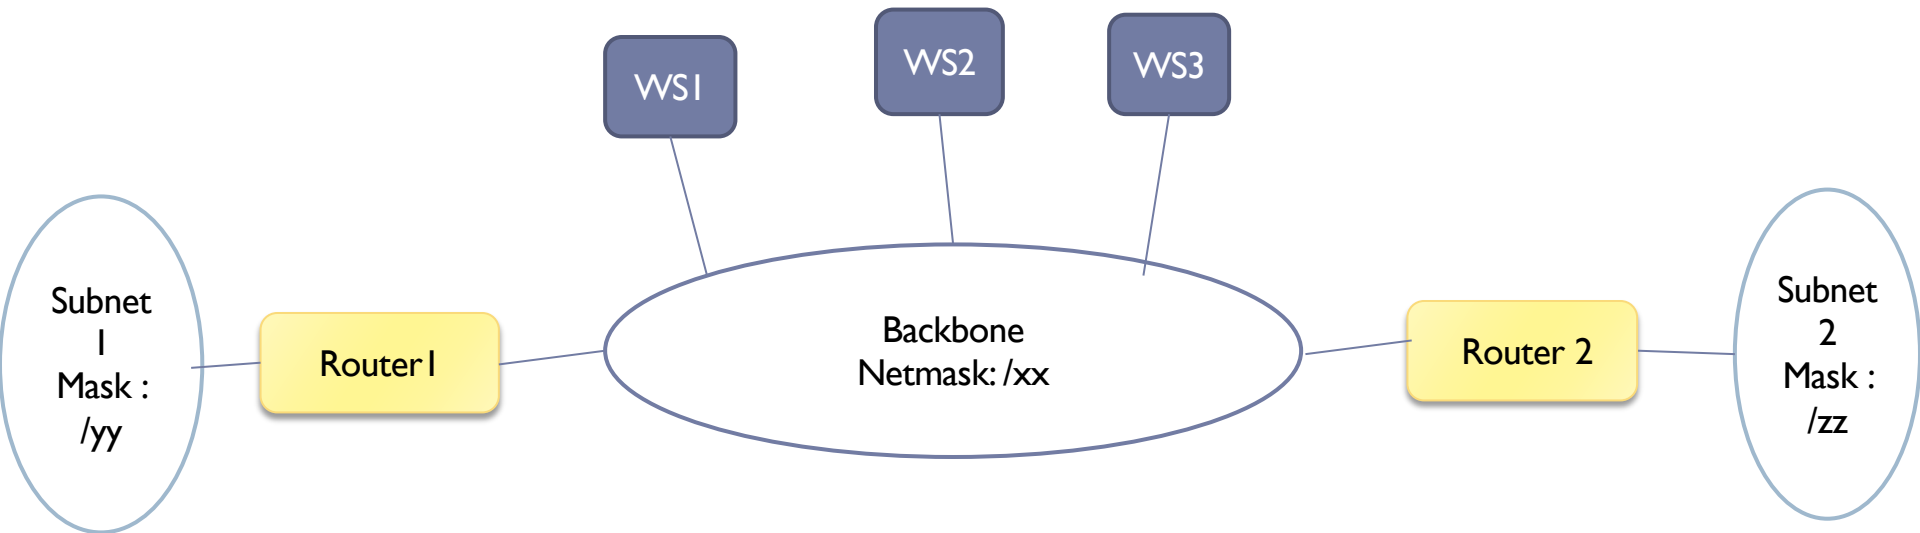 WS1
WS2
WS3
Subnet
1
Mask :
/yy
Router1
Backbone
Netmask: /xx
Router 2
Subnet
2
Mask :
/zz